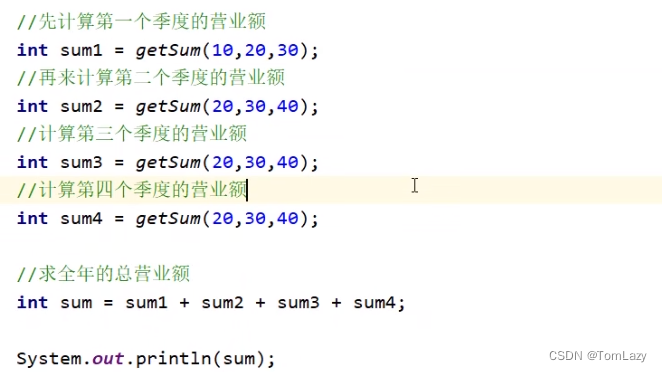 //先计算第一个季度的营业额
int sum1 = getSum(10,20,30);
//再来计算第二个季度的营业额
int sum2 = getSum(20,30,40);
//计算第三个季度的营业额
int sum3 = getSum(20,30,40);
//计算第四个季度的营业额
int sum4 = getSum(20,30,40);
//求全年的总营业额
int sum = sum1 + sum2 + sum3 + sum4;
System.out.println(sum);
CSDN @TomLazy